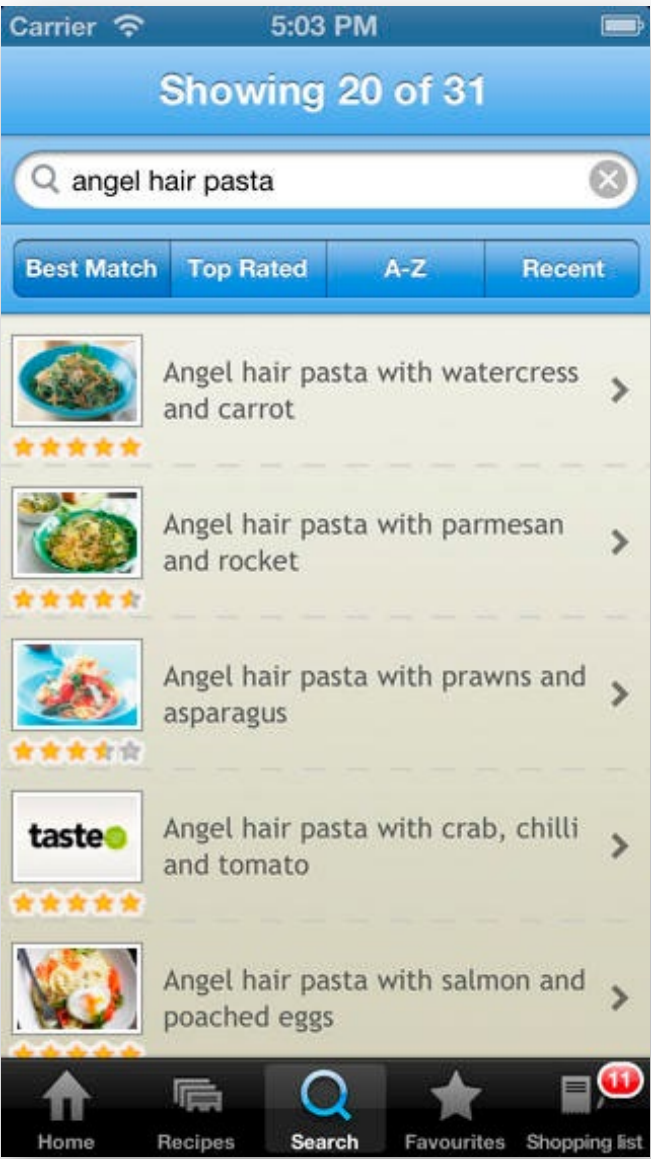 Carrier 5:03 PM
Showing 20 of 31
angel hair pasta
Best Match Top Rated A-Z Recent
Angel hair pasta with watercress
and carrot
Angel hair pasta with parmesan
and rocket
Angel hair pasta with prawns and
asparagus
taste
Angel hair pasta with crab, chilli
and tomato
Angel hair pasta with salmon and
poached eggs
11
Home Recipes Search Favourites Shopping list